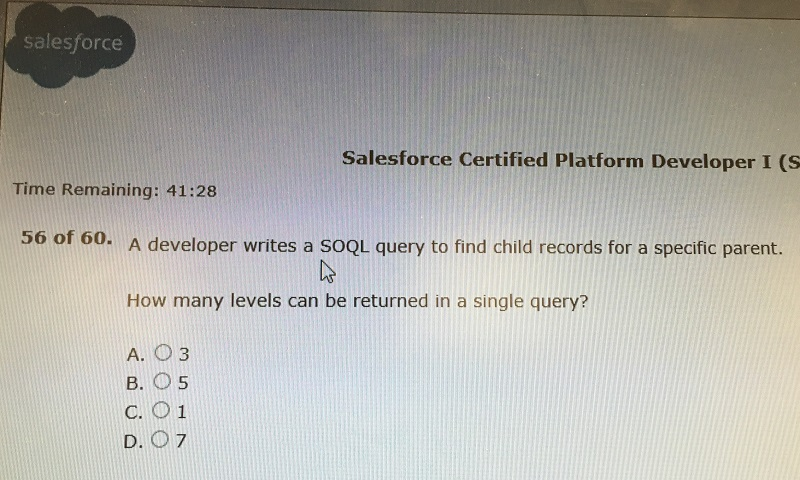 salesforce
Salesforce Certified Platform Developer I (S
Time Remaining: 41:28
56 of 60. A developer writes a SOQL query to find child records for a specific parent.
How many levels can be returned in a single query?
A. 3
B. 5
C. 1
D. 7